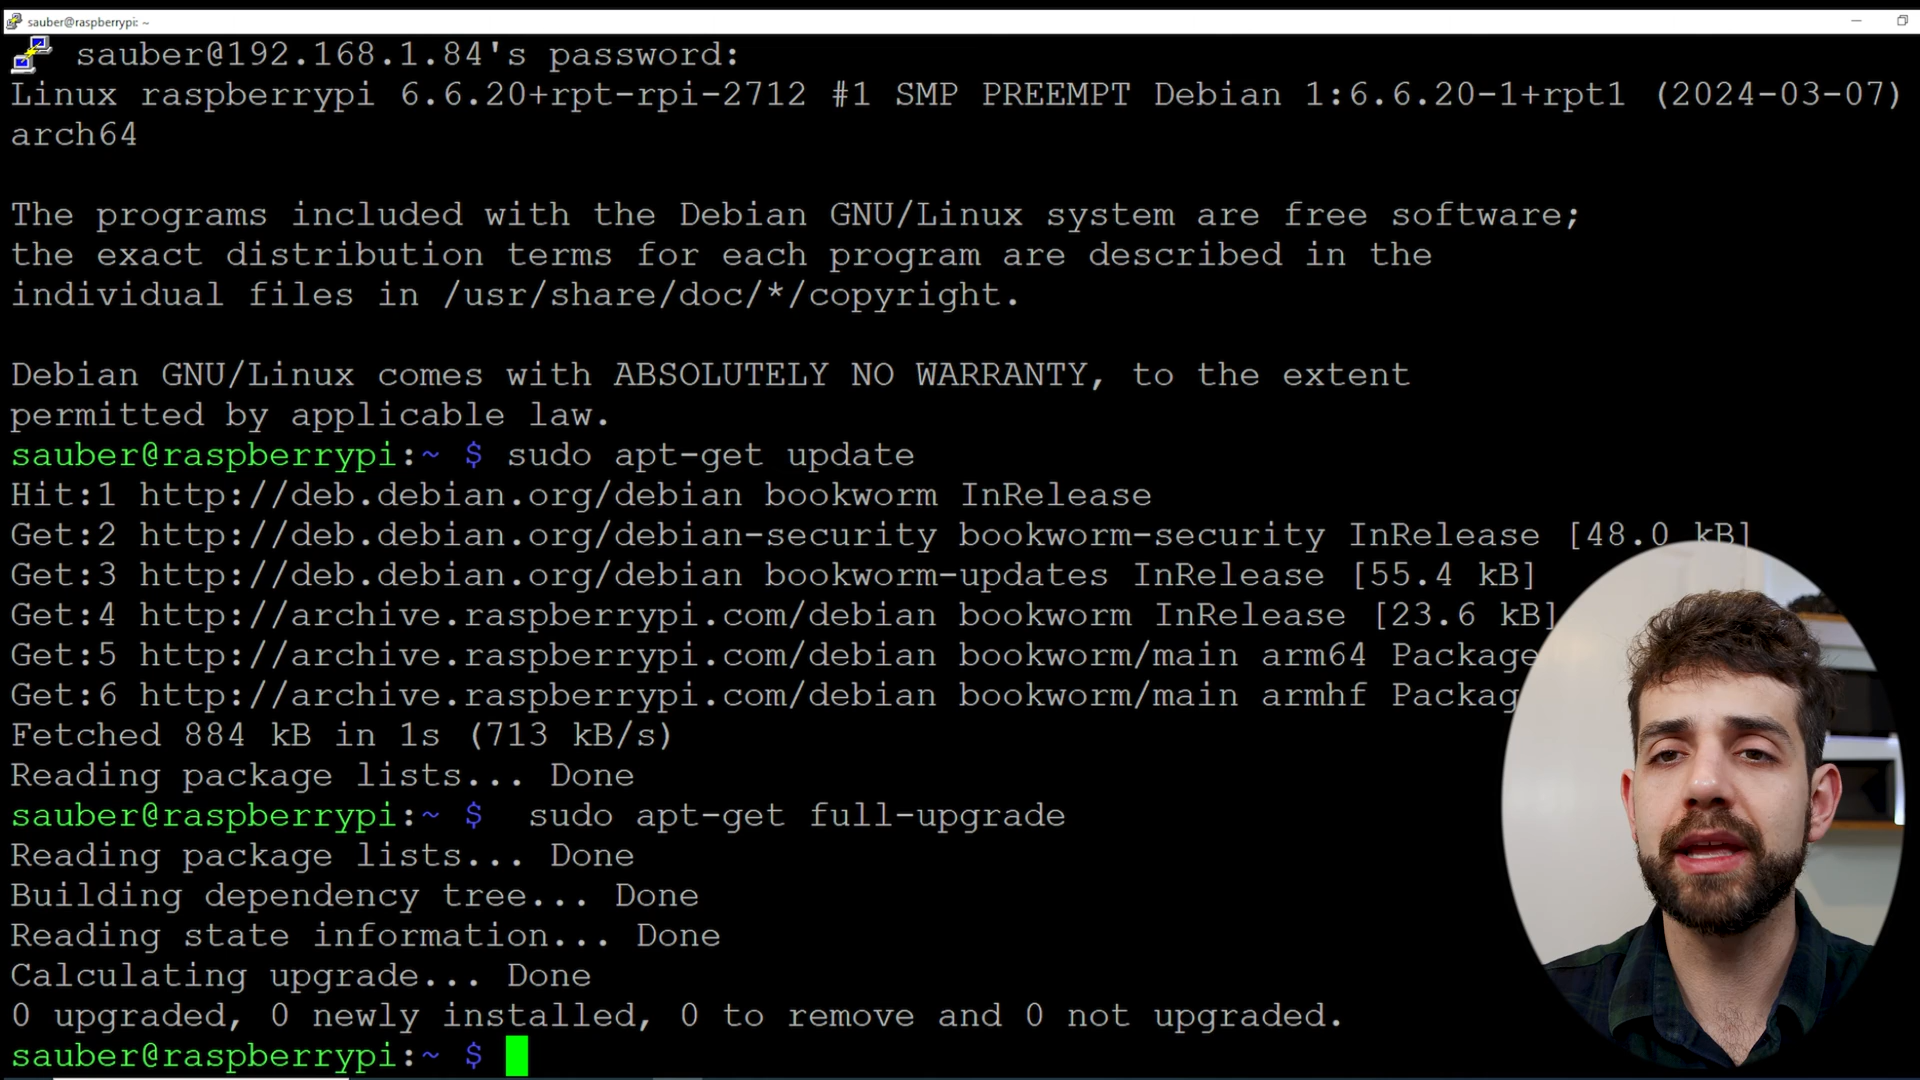 sauber@raspberrypi: ~
sauber@192.168.1.84's password:
Linux raspberrypi 6.6.20+rpt-rpi-2712 #1 SMP PREEMPT Debian 1:6.6.20-1+rpt1 (2024-03-07)
arch64
The programs included with the Debian GNU/Linux system are free software;
the exact distribution terms for each program are described in the
individual files in /usr/share/doc/*/copyright.
Debian GNU/Linux comes with ABSOLUTELY NO WARRANTY, to the extent
permitted by applicable law.
sauber@raspberrypi:~ $ sudo apt-get update
Hit:1 http://deb.debian.org/debian bookworm InRelease
Get:2 http://deb.debian.org/debian-security bookworm-security InRelease [48.0 kB]
Get:3 http://deb.debian.org/debian bookworm-updates InRelease [55.4 kB]
Get:4 http://archive.raspberrypi.com/debian bookworm InRelease [23.6 kB]
Get:5 http://archive.raspberrypi.com/debian bookworm/main arm64 Package
Get:6 http://archive.raspberrypi.com/debian bookworm/main armhf Packag
Fetched 884 kB in 1s (713 kB/s)
Reading package lists... Done
sauber@raspberrypi:~ $  sudo apt-get full-upgrade
Reading package lists... Done
Building dependency tree... Done
Reading state information... Done
Calculating upgrade... Done
0 upgraded, 0 newly installed, 0 to remove and 0 not upgraded.
sauber@raspberrypi:~ $